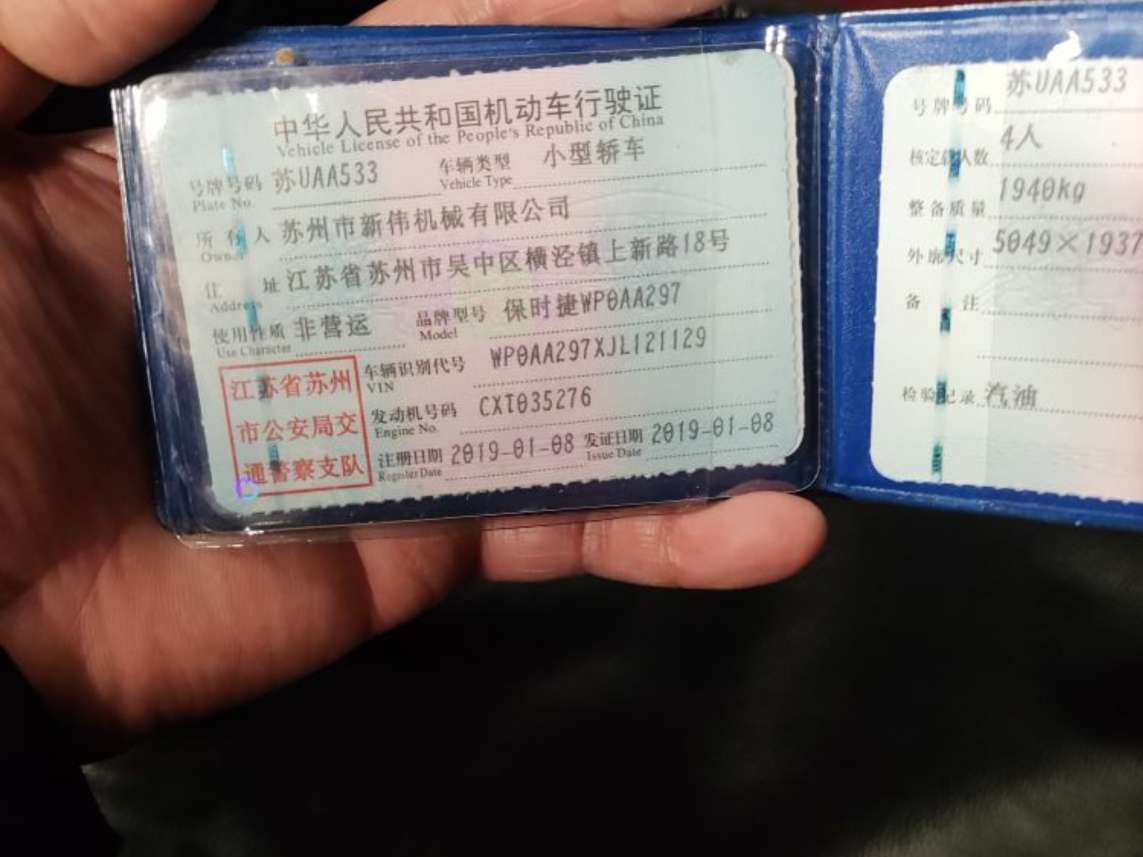 中华人民共和国机动车行驶证
Vehicle License of the People's Republic of China
号牌号码 苏UAA533 车辆类型 小型轿车
Plate No. Vehicle Type
所有人 苏州市新伟机械有限公司
Owner
住址 江苏省苏州市吴中区横泾镇上新路18号
Address
使用性质 非营运 品牌型号 保时捷WP0AA297
Use Character Model
车辆识别代号 WP0AA297XJL121129
VIN
发动机号码 CXT035276
Engine No.
注册日期 2019-01-08 发证日期 2019-01-08
Register Date Issue Date
江苏省苏州
市公安局交
通警察支队
号牌号码 苏UAA533
核定载人数 4人
整备质量 1940kg
外廓尺寸 5049×1937
备注
检验记录 汽油